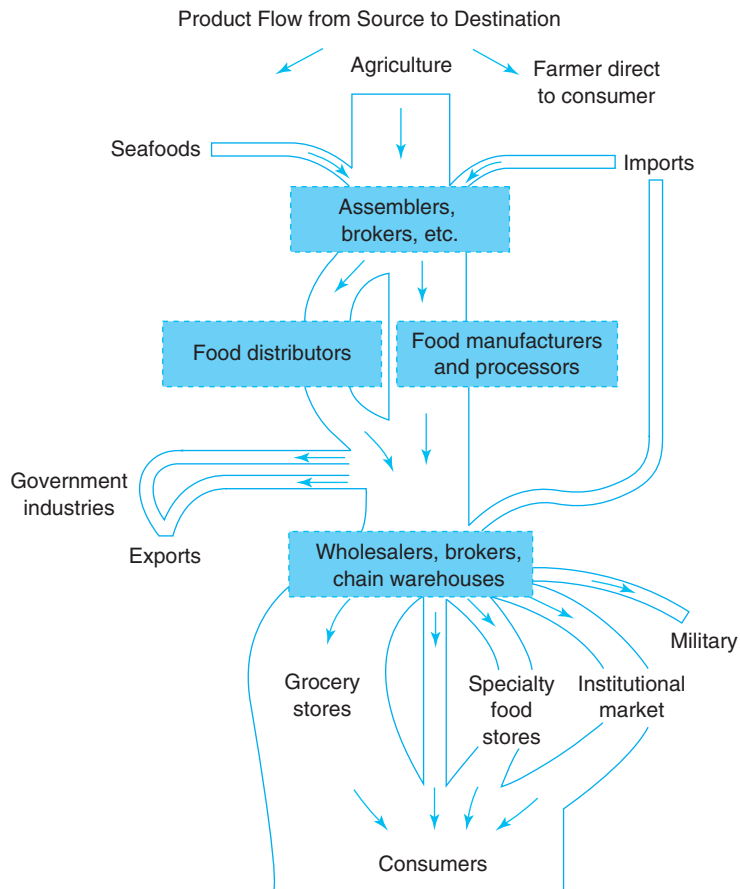 Product Flow from Source to Destination
Agriculture
Farmer direct
to consumer
Seafoods
Imports
Assemblers,
brokers, etc.
Food distributors
Food manufacturers
and processors
Government
industries
Exports
Wholesalers, brokers,
chain warehouses
Military
Grocery
stores
Specialty
food
stores
Institutional
market
Consumers